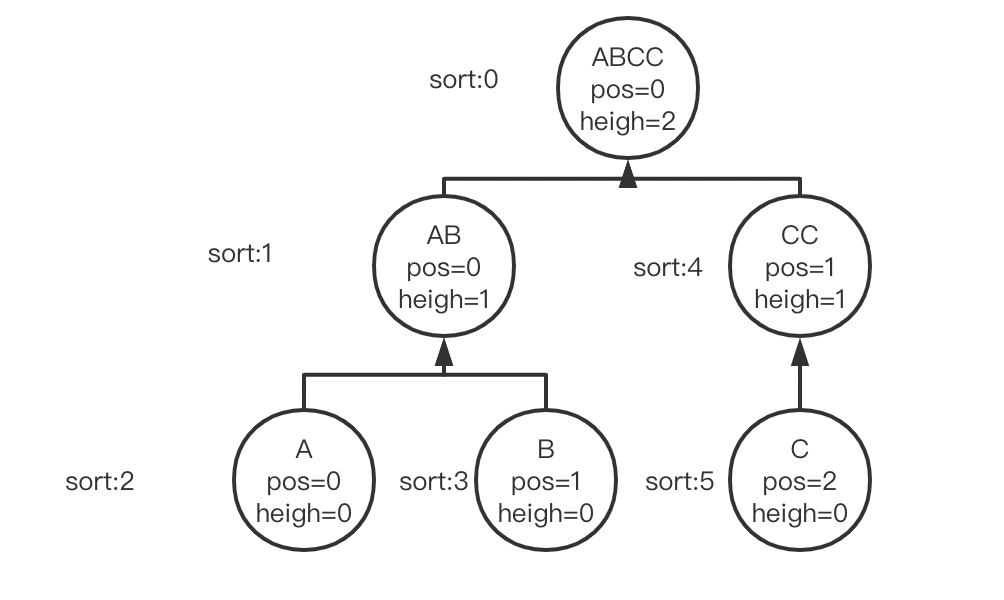 sort:0
ABCC
pos=0
heigh=2
sort:1
AB
pos=0
heigh=1
sort:4
CC
pos=1
heigh=1
sort:2
A
pos=0
heigh=0
sort:3
B
pos=1
heigh=0
sort:5
C
pos=2
heigh=0